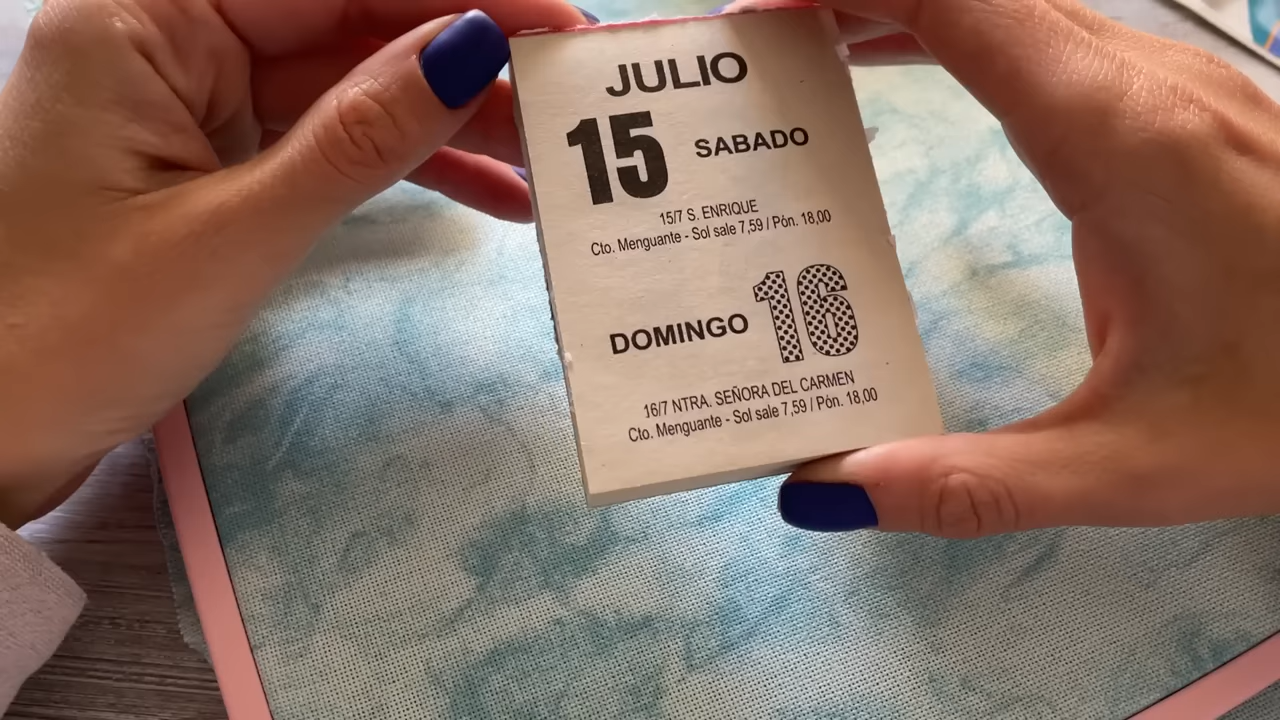 JULIO
15 SABADO
15/7 S. ENRIQUE
Cto. Menguante - Sol sale 7,59 / Pón. 18,00
DOMINGO 16
16/7 NTRA. SEÑORA DEL CARMEN
Cto. Menguante - Sol sale 7,59 / Pón. 18,00